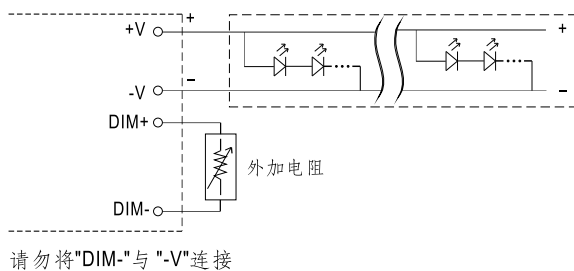 +V
+
+
-V
−
−
DIM+
外加电阻
DIM-
请勿将"DIM-"与 "-V"连接